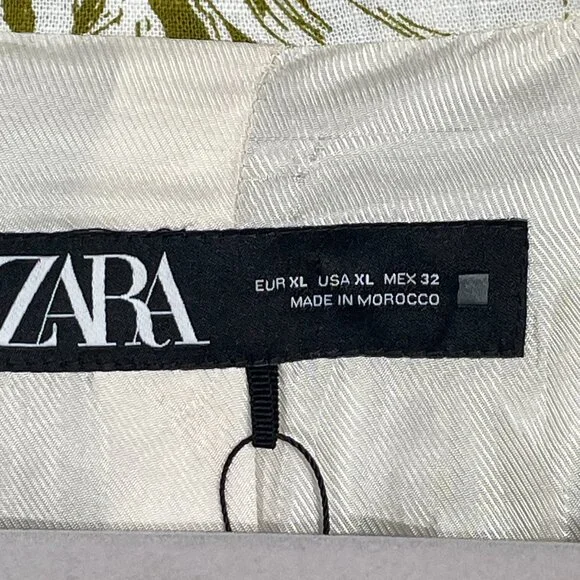 ZARA
EUR XL USA XL MEX 32
MADE IN MOROCCO